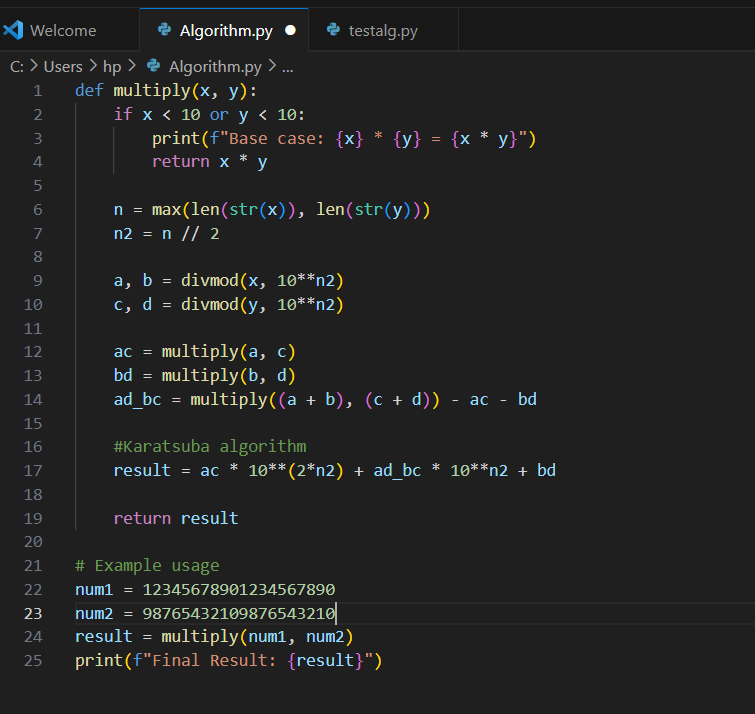 Welcome
Algorithm.py
testalg.py
C: > Users > hp > Algorithm.py > ...
1 def multiply(x, y):
2 if x < 10 or y < 10:
3 print(f"Base case: {x} * {y} = {x * y}")
4 return x * y
5
6 n = max(len(str(x)), len(str(y)))
7 n2 = n // 2
8
9 a, b = divmod(x, 10**n2)
10 c, d = divmod(y, 10**n2)
11
12 ac = multiply(a, c)
13 bd = multiply(b, d)
14 ad_bc = multiply((a + b), (c + d)) - ac - bd
15
16 #Karatsuba algorithm
17 result = ac * 10**(2*n2) + ad_bc * 10**n2 + bd
18
19 return result
20
21 # Example usage
22 num1 = 12345678901234567890
23 num2 = 98765432109876543210
24 result = multiply(num1, num2)
25 print(f"Final Result: {result}")